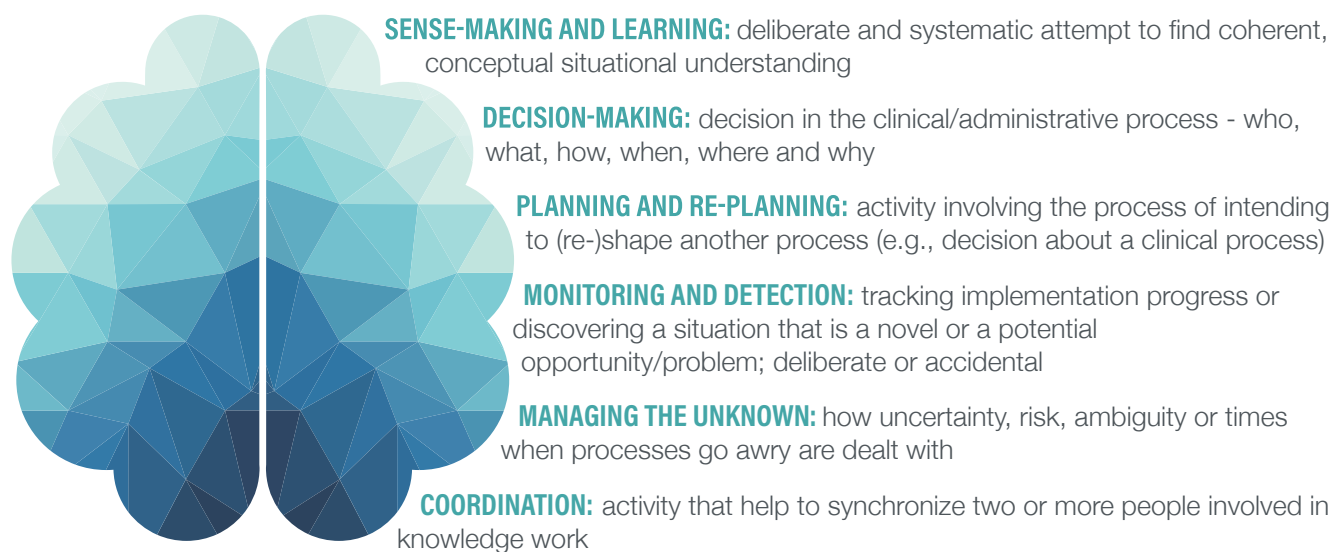 SENSE-MAKING AND LEARNING: deliberate and systematic attempt to find coherent,
conceptual situational understanding
DECISION-MAKING: decision in the clinical/administrative process - who,
what, how, when, where and why
PLANNING AND RE-PLANNING: activity involving the process of intending
to (re-)shape another process (e.g., decision about a clinical process)
MONITORING AND DETECTION: tracking implementation progress or
discovering a situation that is a novel or a potential
opportunity/problem; deliberate or accidental
MANAGING THE UNKNOWN: how uncertainty, risk, ambiguity or times
when processes go awry are dealt with
COORDINATION: activity that help to synchronize two or more people involved in
knowledge work